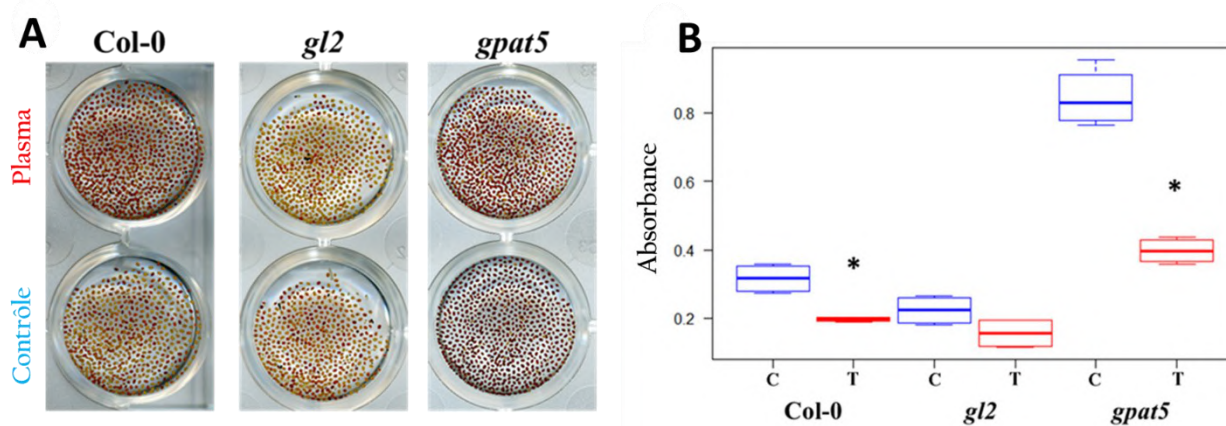 A
Col-0 gl2 gpat5
Plasma
Contrôle
B
Absorbance
0.8
0.6
0.4
0.2
C T C T C T
Col-0 gl2 gpat5
* *